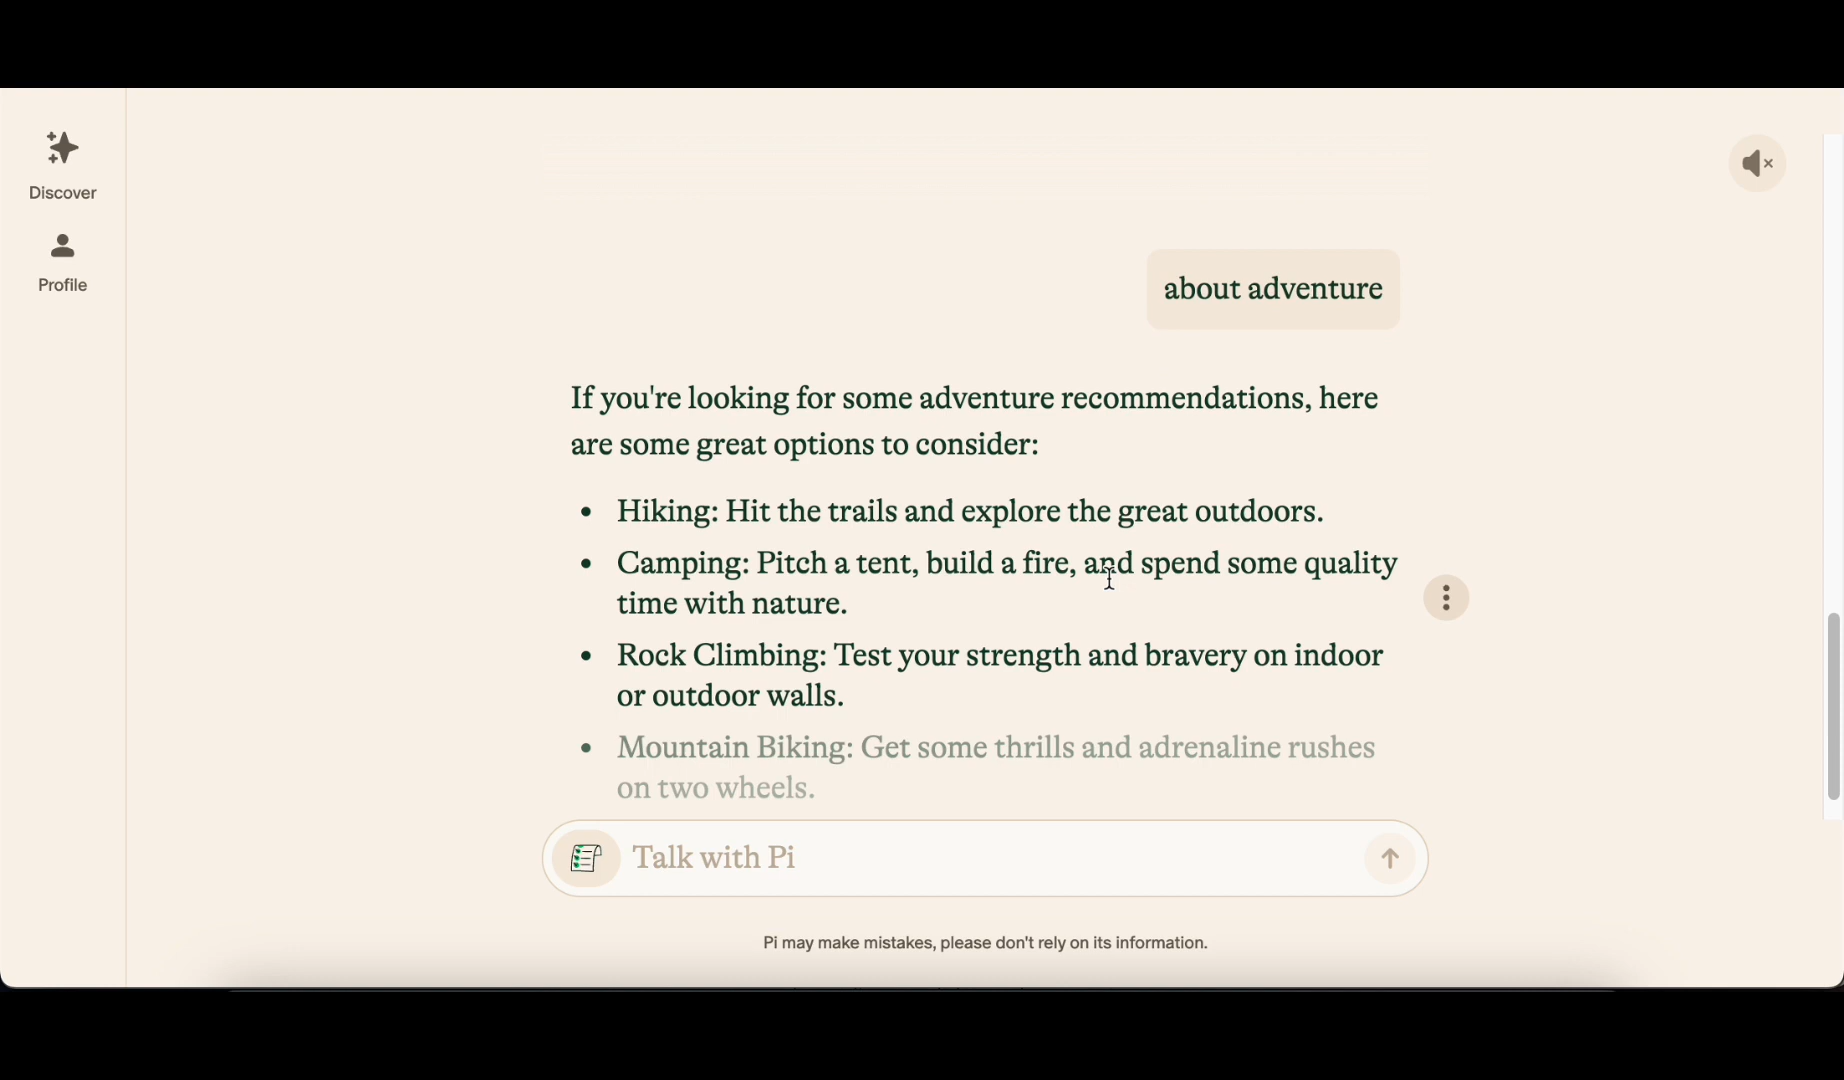 Discover
Profile
about adventure
If you're looking for some adventure recommendations, here
are some great options to consider:
• Hiking: Hit the trails and explore the great outdoors.
• Camping: Pitch a tent, build a fire, and spend some quality
time with nature.
• Rock Climbing: Test your strength and bravery on indoor
or outdoor walls.
• Mountain Biking: Get some thrills and adrenaline rushes
on two wheels.
Talk with Pi
Pi may make mistakes, please don't rely on its information.